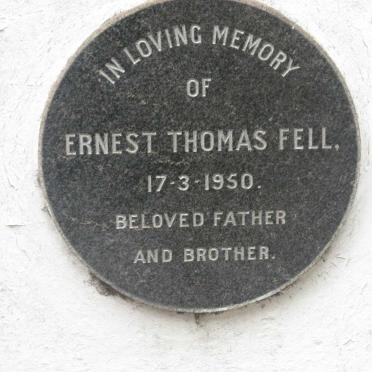 IN LOVING MEMORY
OF
ERNEST THOMAS FELL,
17-3-1950.
BELOVED FATHER
AND BROTHER.